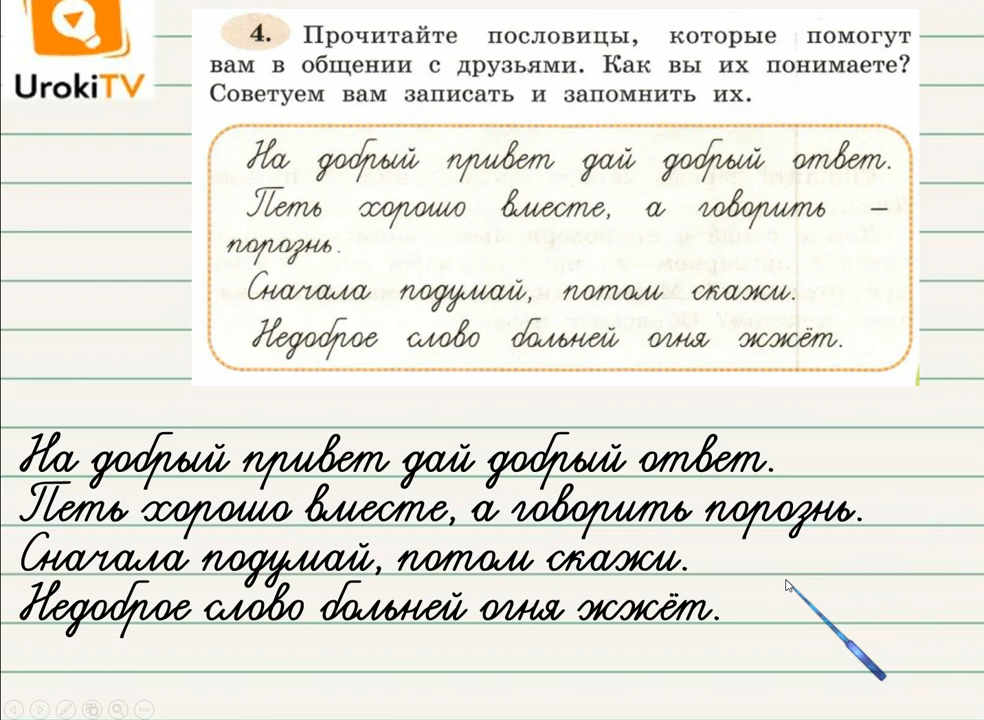 UrokiTV
4. Прочитайте пословицы, которые помогут
вам в общении с друзьями. Как вы их понимаете?
Советуем вам записать и запомнить их.
На добрый привет дай добрый ответ.
Петь хорошо вместе, а говорить –
порознь.
Сначала подумай, потом скажи.
Недоброе слово больней огня жжёт.
На добрый привет дай добрый ответ.
Петь хорошо вместе, а говорить порознь.
Сначала подумай, потом скажи.
Недоброе слово больней огня жжёт.